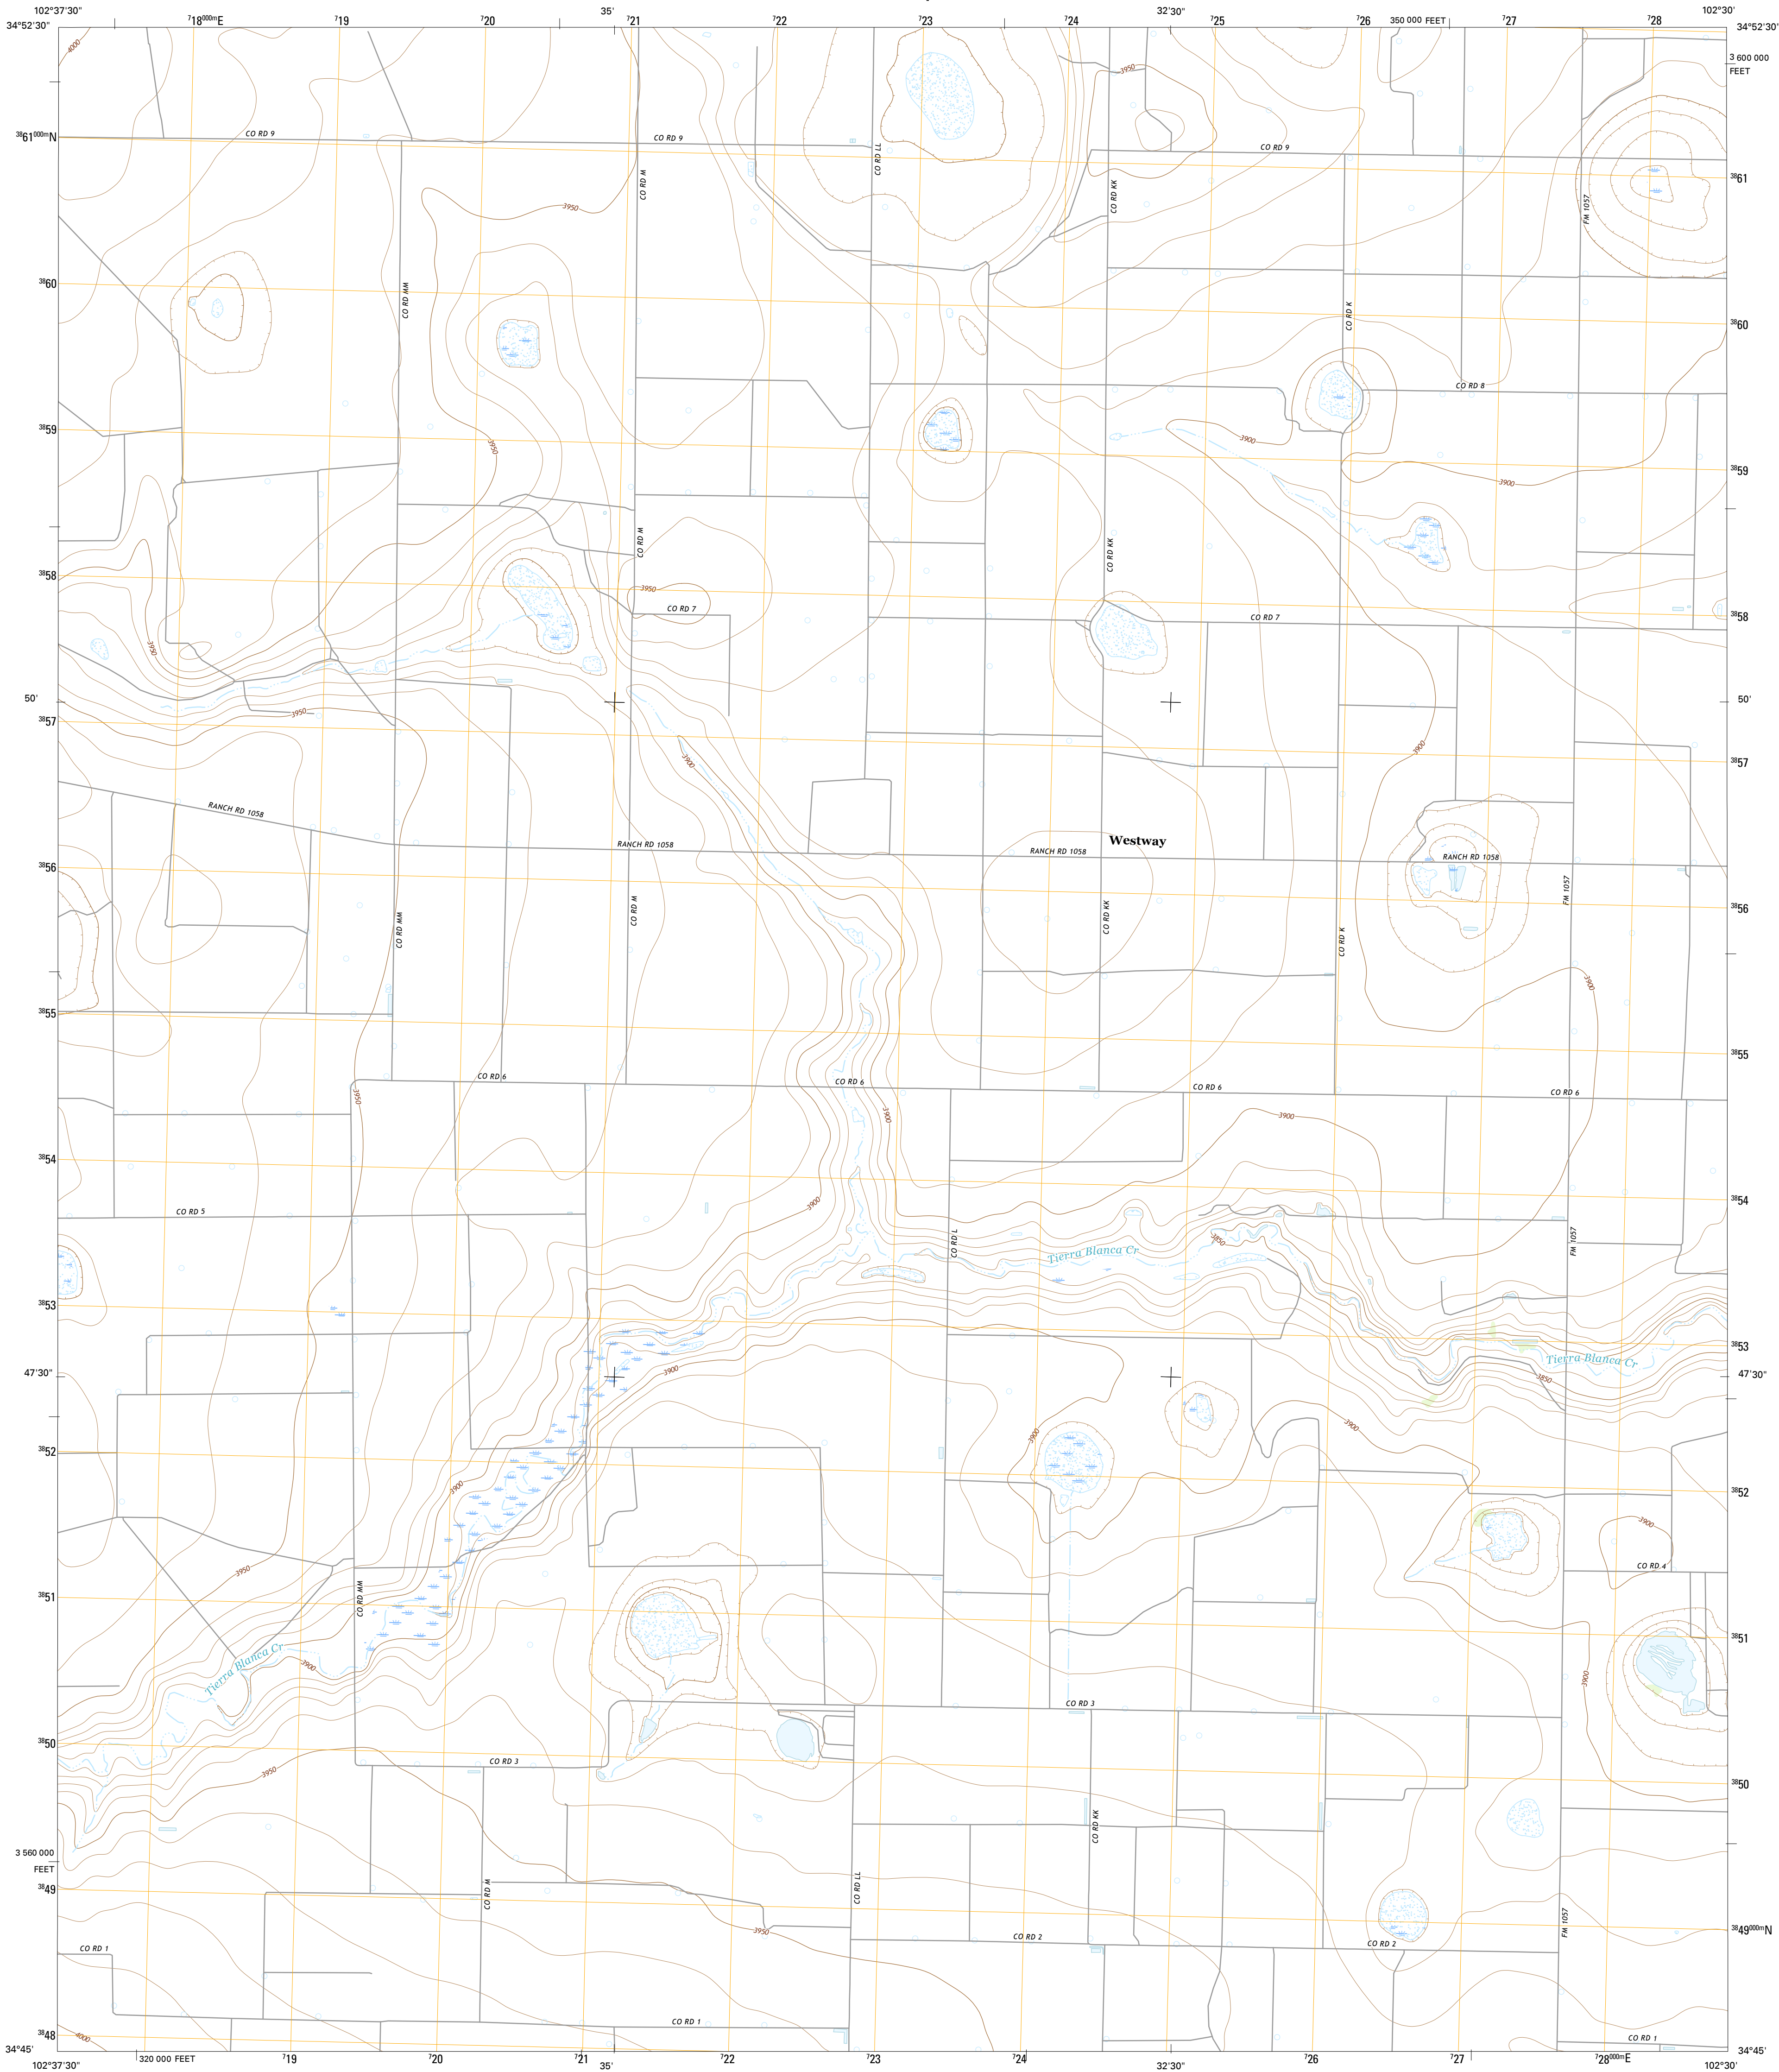 102°37'30"
⁷18⁰⁰⁰ᵐE
⁷19
⁷20
35'
⁷21
⁷22
⁷23
⁷24
32'30"
⁷25
⁷26
350 000 FEET
⁷27
⁷28
102°30'
34°52'30"
34°52'30'
4000
3950
3 600 000
FEET
³⁸61⁰⁰⁰ᵐN
CO RD 9
CO RD 9
CO RD LL
CO RD 9
³⁸61
CO RD M
CO RD KK
FM 1057
3950
³⁸60
CO RD MM
CO RD K
³⁸60
CO RD 8
³⁸59
3950
3900
³⁸59
3900
CO RD M
CO RD KK
³⁸58
3950
CO RD 7
CO RD 7
³⁸58
3950
50'
50'
3950
³⁸57
3900
3900
³⁸57
RANCH RD 1058
RANCH RD 1058
Westway
RANCH RD 1058
RANCH RD 1058
³⁸56
FM 1057
CO RD MM
CO RD M
CO RD KK
³⁸56
CO RD K
3900
³⁸55
³⁸55
CO RD 6
CO RD 6
CO RD 6
CO RD 6
3950
3900
3900
³⁸54
3900
³⁸54
CO RD 5
CO RD L
3850
FM 1057
Tierra Blanca Cr
³⁸53
³⁸53
Tierra Blanca Cr
47'30"
3900
3850
47'30"
3900
3900
³⁸52
3900
³⁸52
3900
3950
CO RD 4
³⁸51
CO RD MM
³⁸51
Tierra Blanca Cr
3900
3900
CO RD 3
³⁸50
CO RD 3
3950
³⁸50
CO RD KK
3 560 000
FEET
³⁸49
CO RD M
CO RD LL
3950
FM 1057
³⁸49⁰⁰⁰ᵐN
CO RD 1
CO RD 2
CO RD 2
³⁸48
4000
CO RD 1
CO RD 1
34°45'
34°45'
102°37'30"
320 000 FEET
⁷19
⁷20
⁷21
35'
⁷22
⁷23
⁷24
32'30"
⁷26
⁷27
⁷28⁰⁰⁰ᵐE
102°30'